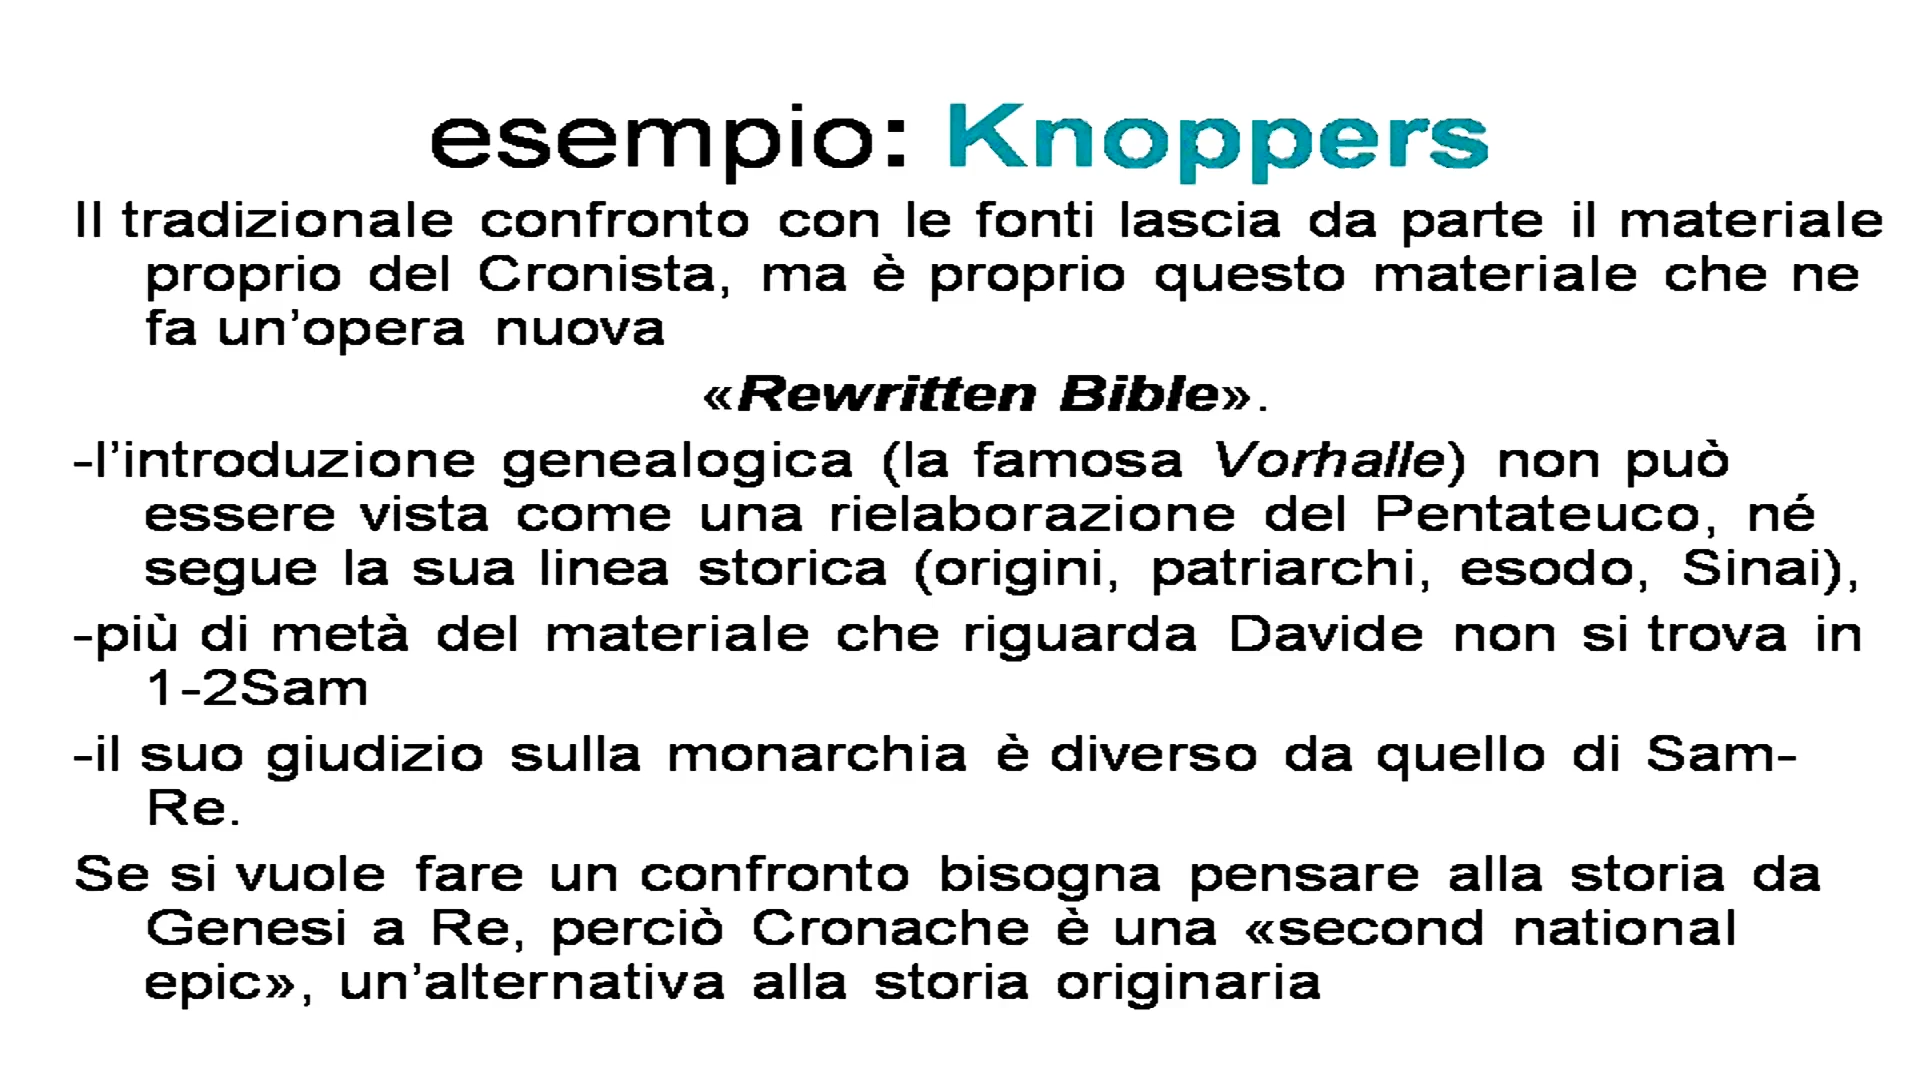 esempio: Knoppers
Il tradizionale confronto con le fonti lascia da parte il materiale
proprio del Cronista, ma è proprio questo materiale che ne
fa un’opera nuova
«Rewritten Bible».
-l’introduzione genealogica (la famosa Vorhalle) non può
essere vista come una rielaborazione del Pentateuco, né
segue la sua linea storica (origini, patriarchi, esodo, Sinai),
-più di metà del materiale che riguarda Davide non si trova in
1-2Sam
-il suo giudizio sulla monarchia è diverso da quello di Sam-
Re.
Se si vuole fare un confronto bisogna pensare alla storia da
Genesi a Re, perciò Cronache è una «second national
epic», un’alternativa alla storia originaria